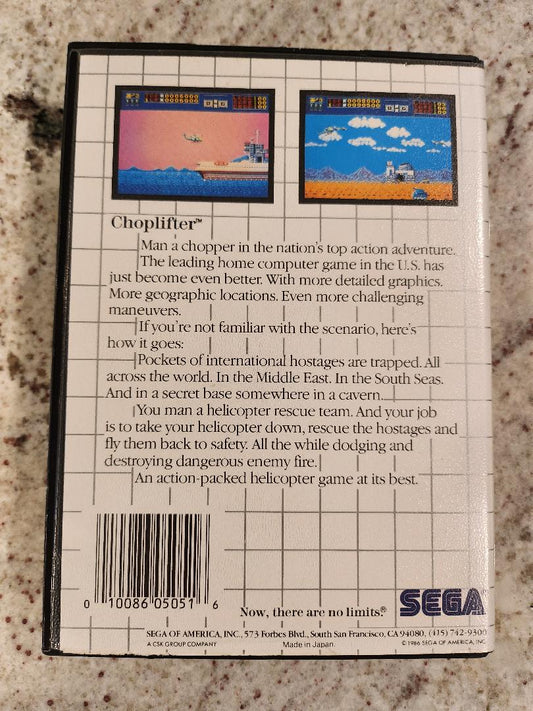 Choplifter™
Man a chopper in the nation's top action adventure.
The leading home computer game in the U.S. has
just become even better. With more detailed graphics.
More geographic locations. Even more challenging
maneuvers.
If you're not familiar with the scenario, here's
how it goes:
Pockets of international hostages are trapped. All
across the world. In the Middle East. In the South Seas.
And in a secret base somewhere in a cavern.
You man a helicopter rescue team. And your job
is to take your helicopter down, rescue the hostages and
fly them back to safety. All the while dodging and
destroying dangerous enemy fire.
An action-packed helicopter game at its best.
0 10086 05051 6
Now, there are no limits.®
SEGA
SEGA OF AMERICA, INC., 573 Forbes Blvd., South San Francisco, CA 94080, (415) 742-9300
A CSK GROUP COMPANY
Made in Japan.
© 1986 SEGA OF AMERICA, INC.